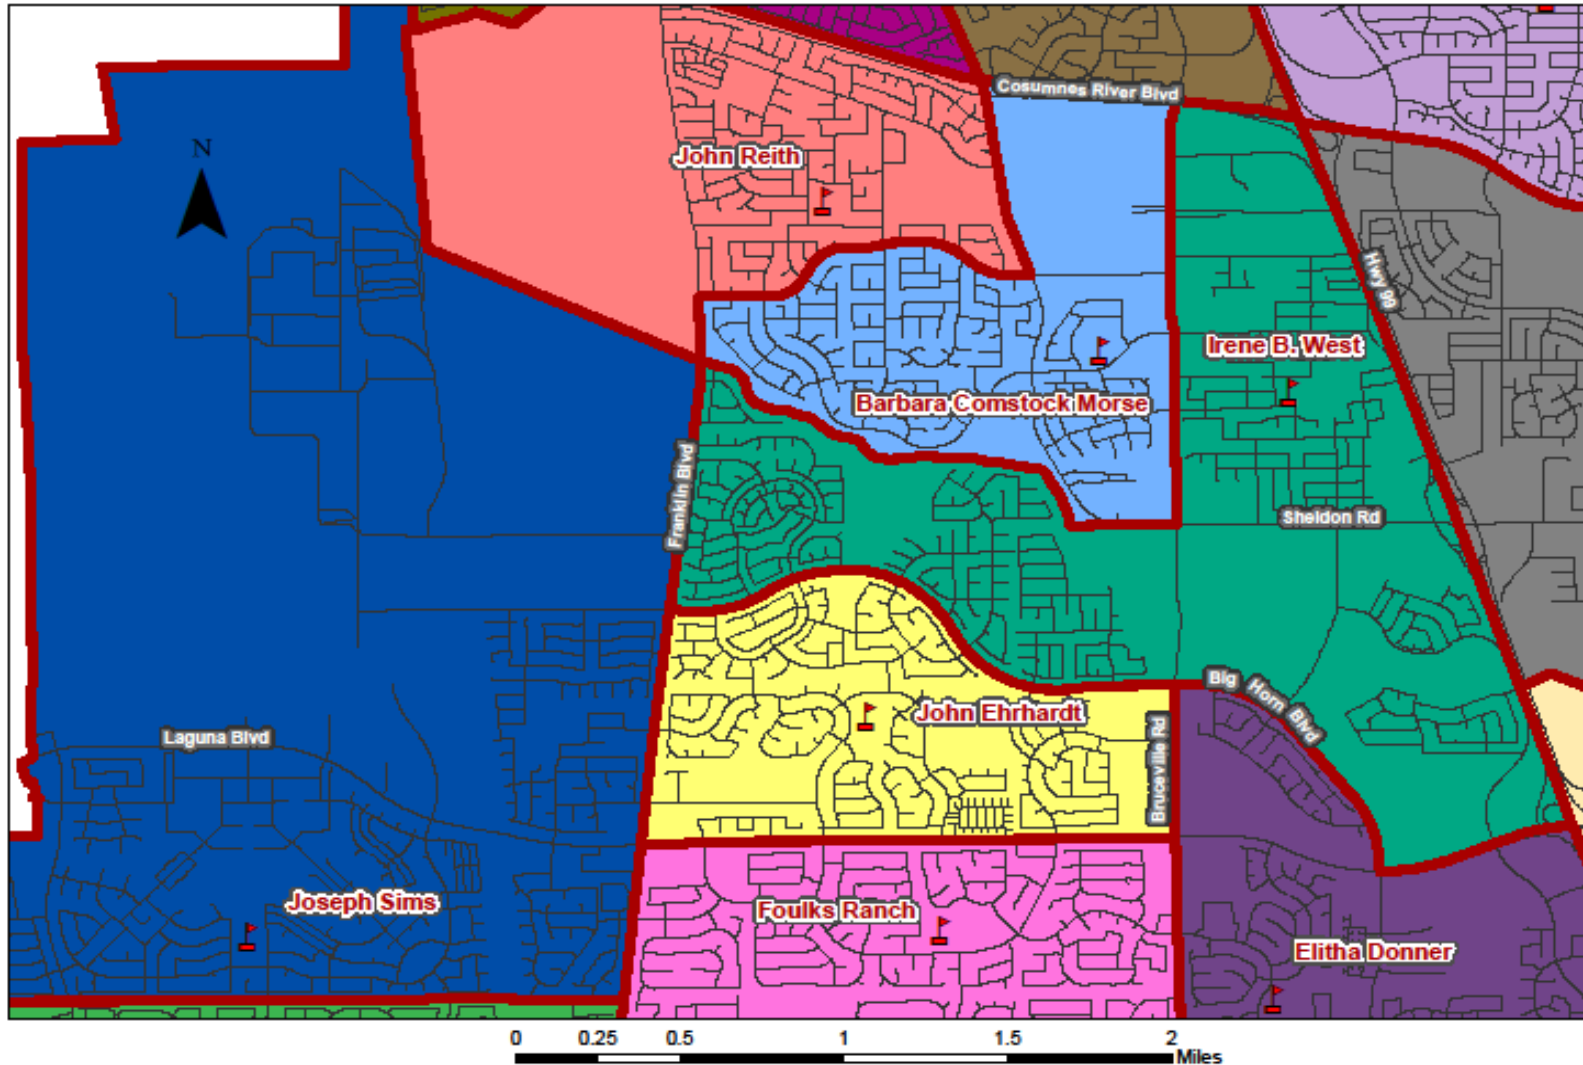 Cosumnes River Blvd
N
John Reith
Hwy 99
Irene B. West
Barbara Comstock Morse
Franklin Blvd
Sheldon Rd
Big Horn Blvd
John Ehrhardt
Laguna Blvd
Bruceville Rd
Joseph Sims
Foulks Ranch
Elitha Donner
0 0.25 0.5 1 1.5 2
Miles